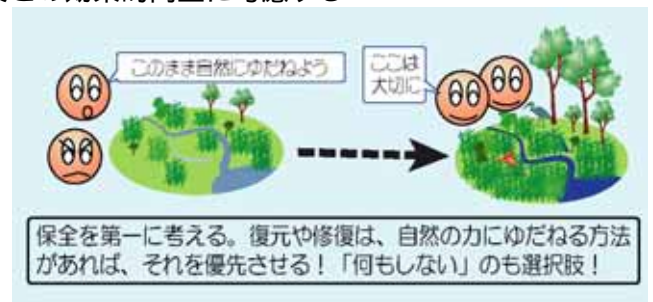 このまま自然にゆだねよう
ここは
大切に
保全を第一に考える。復元や修復は、自然の力にゆだねる方法
があれば、それを優先させる！「何もしない」のも選択肢！